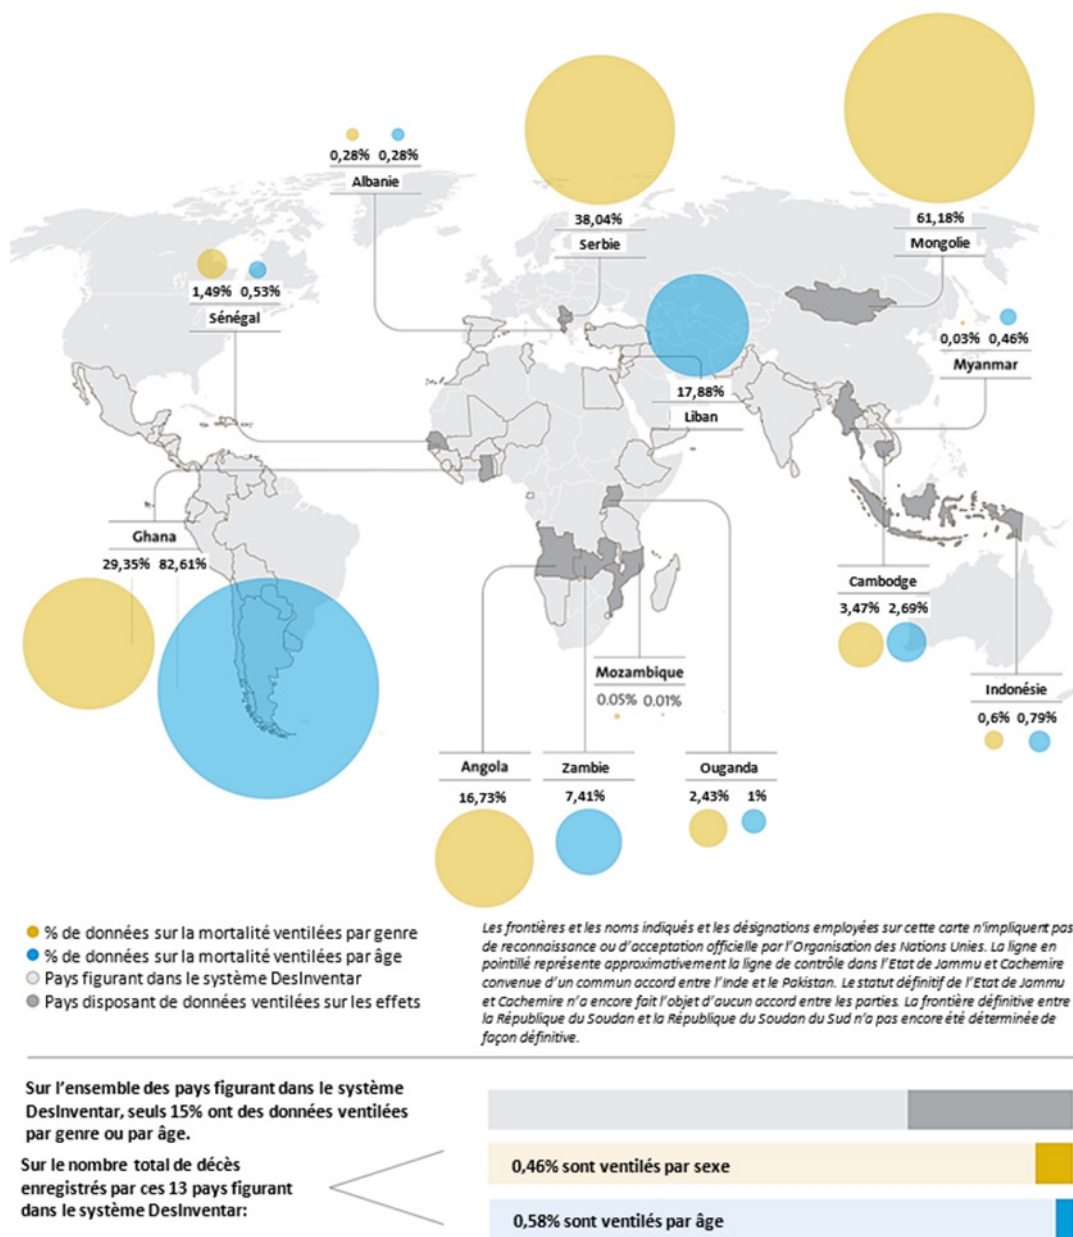 0,28% 0,28%
Albanie
38,04%
Serbie
61,18%
Mongolie
1,49% 0,53%
Sénégal
0,03% 0,46%
Myanmar
17,88%
Liban
Ghana
29,35% 82,61%
Cambodge
3,47% 2,69%
Mozambique
0.05% 0.01%
Indonésie
0,6% 0,79%
Angola
16,73%
Zambie
7,41%
Ouganda
2,43% 1%
% de données sur la mortalité ventilées par genre
% de données sur la mortalité ventilées par âge
Pays figurant dans le système DesInventar
Pays disposant de données ventilées sur les effets
Les frontières et les noms indiqués et les désignations employées sur cette carte n'impliquent pas
de reconnaissance ou d'acceptation officielle par l'Organisation des Nations Unies. La ligne en
pointillé représente approximativement la ligne de contrôle dans l'Etat de Jammu et Cachemire
convenue d'un commun accord entre l'Inde et le Pakistan. Le statut définitif de l'Etat de Jammu
et Cachemire n'a encore fait l'objet d'aucun accord entre les parties. La frontière définitive entre
la République du Soudan et la République du Soudan du Sud n'a pas encore été déterminée de
façon définitive.
Sur l'ensemble des pays figurant dans le système
DesInventar, seuls 15% ont des données ventilées
par genre ou par âge.
Sur le nombre total de décès
enregistrés par ces 13 pays figurant
dans le système DesInventar:
0,46% sont ventilés par sexe
0,58% sont ventilés par âge